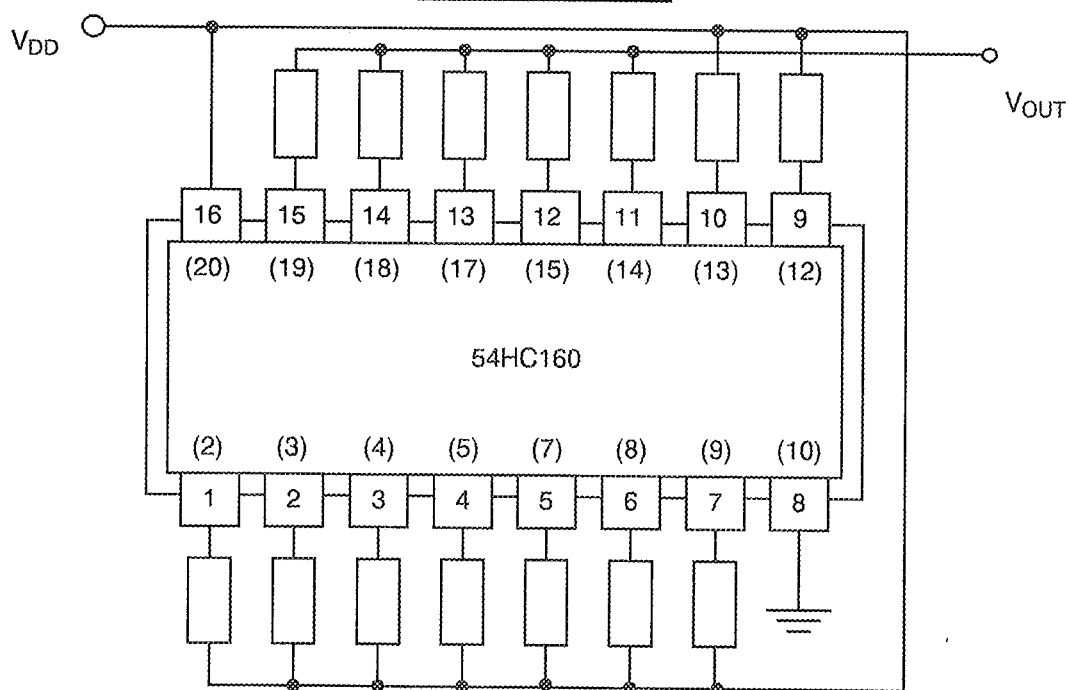 VDD
VOUT
16 15 14 13 12 11 10 9
(20) (19) (18) (17) (15) (14) (13) (12)
54HC160
(2) (3) (4) (5) (7) (8) (9) (10)
1 2 3 4 5 6 7 8